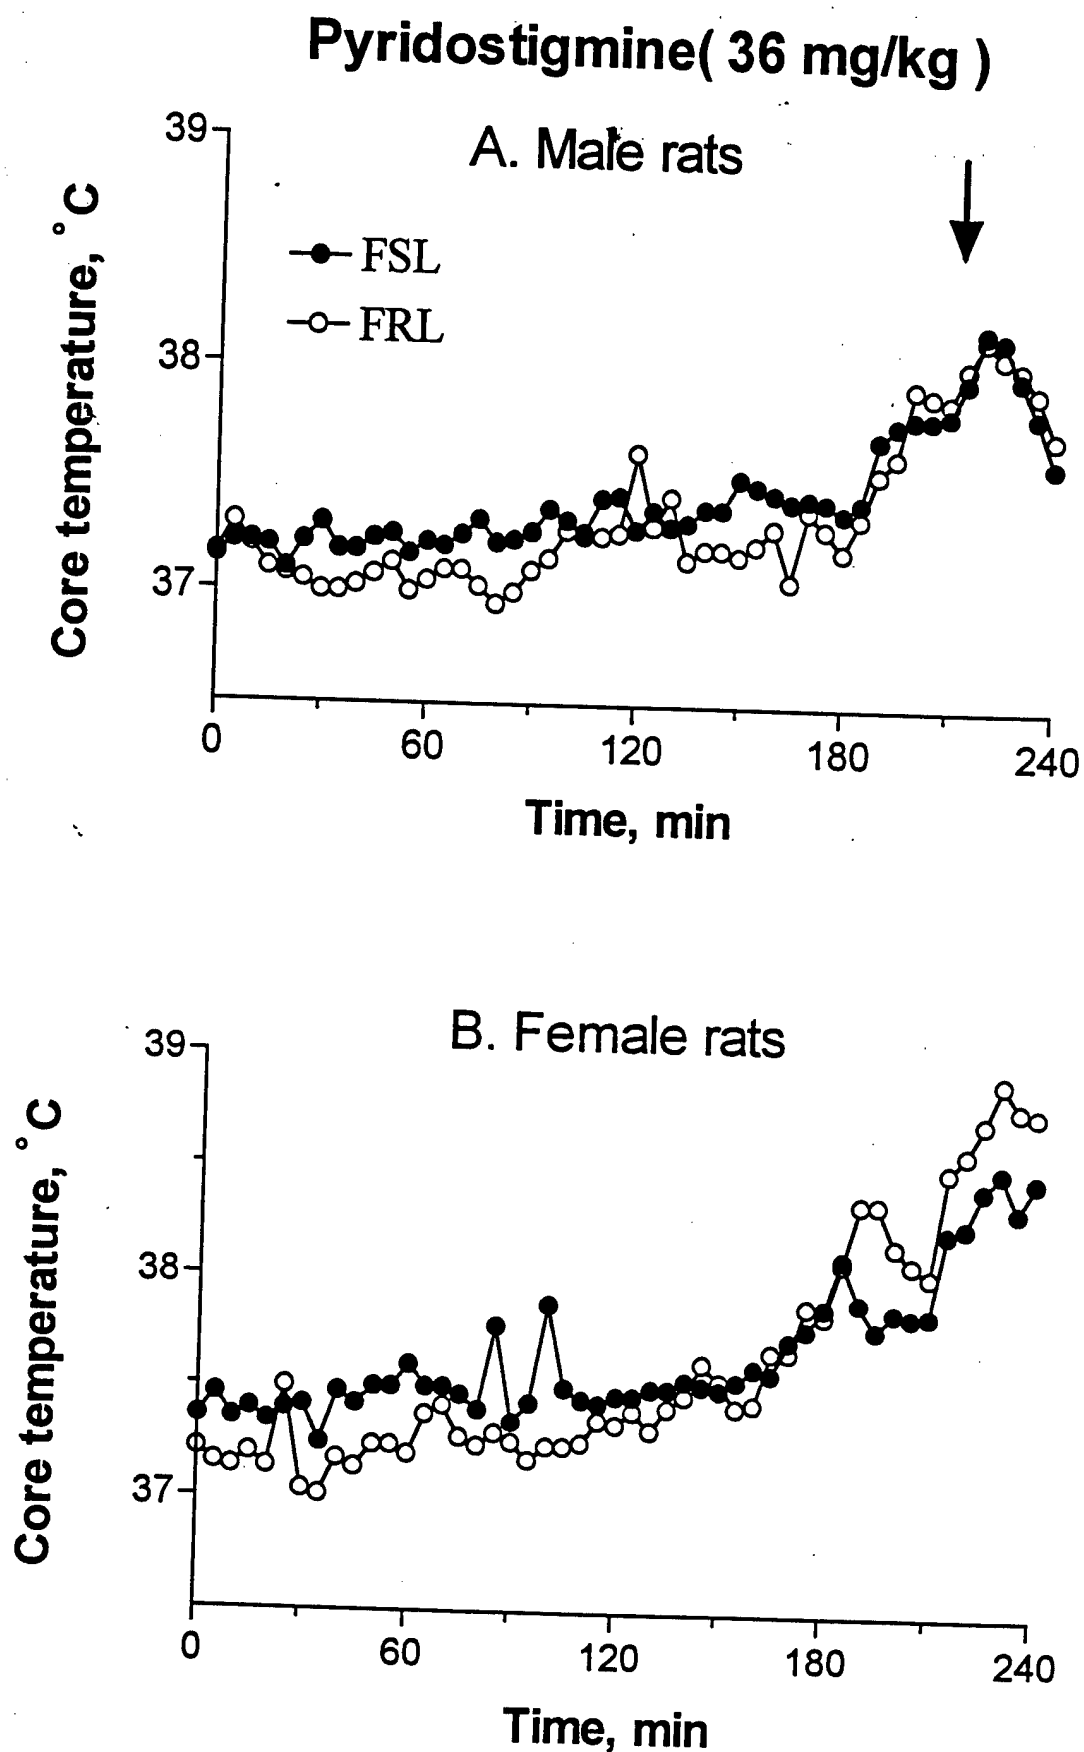 Pyridostigmine( 36 mg/kg )
A. Male rats
Core temperature, °C
39
38
37
FSL
FRL
0 60 120 180 240
Time, min
B. Female rats
Core temperature, °C
39
38
37
0 60 120 180 240
Time, min